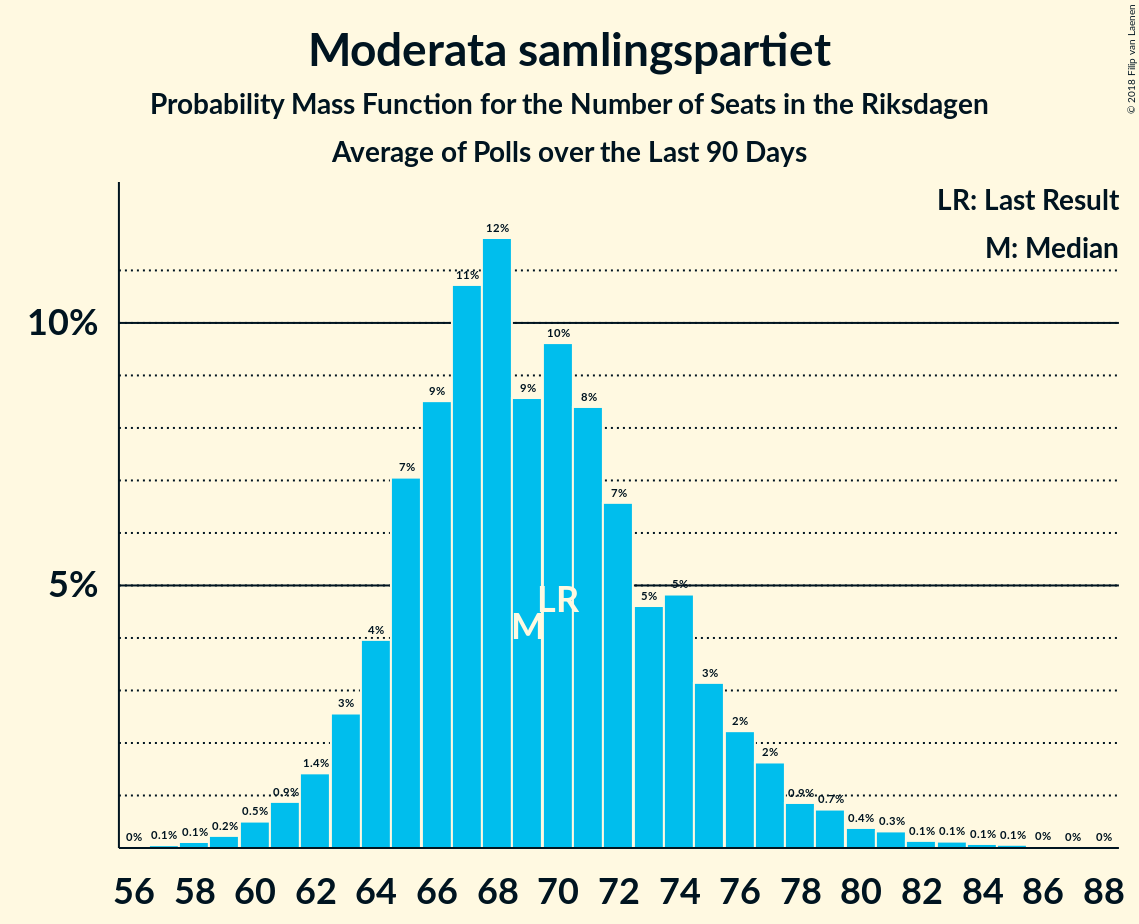 Moderata samlingspartiet
Probability Mass Function for the Number of Seats in the Riksdagen
Average of Polls over the Last 90 Days
© 2018 Filip van Laenen
LR: Last Result
M: Median
10%
5%
0% 0.1% 0.1% 0.2% 0.5% 0.9% 1.4% 3% 4% 7% 9% 11% 12% 9% 10% 8% 7% 5% 5% 3% 2% 2% 0.9% 0.7% 0.4% 0.3% 0.1% 0.1% 0.1% 0.1% 0% 0% 0%
LR
M
56 58 60 62 64 66 68 70 72 74 76 78 80 82 84 86 88